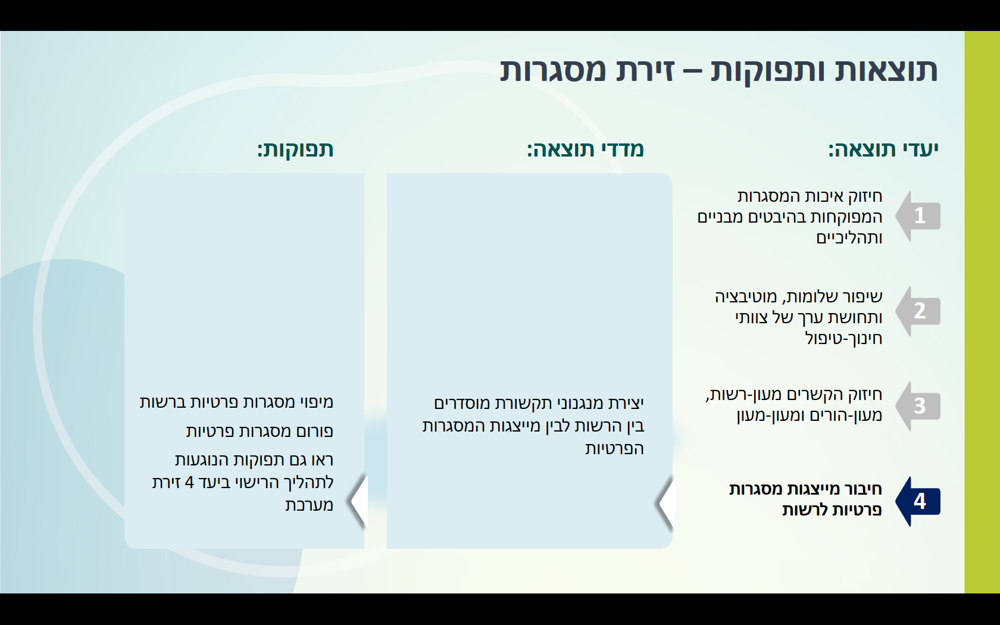 תוצאות ותפוקות – זירת מסגרות
יעדי תוצאה:
1
חיזוק איכות המסגרות
המפוקחות בהיבטים מבניים
ותהליכיים
2
שיפור שלומות, מוטיבציה
ותחושת ערך של צוותי
חינוך-טיפול
3
חיזוק הקשרים מעון-רשות,
מעון-הורים ומעון-מעון
4
חיבור מייצגות מסגרות
פרטיות לרשות
מדדי תוצאה:
יצירת מנגנוני תקשורת מוסדרים
בין הרשות לבין מייצגות המסגרות
הפרטיות
תפוקות:
מיפוי מסגרות פרטיות ברשות
פורום מסגרות פרטיות
ראו גם תפוקות הנוגעות
לתהליך הרישוי ביעד 4 זירת
מערכת